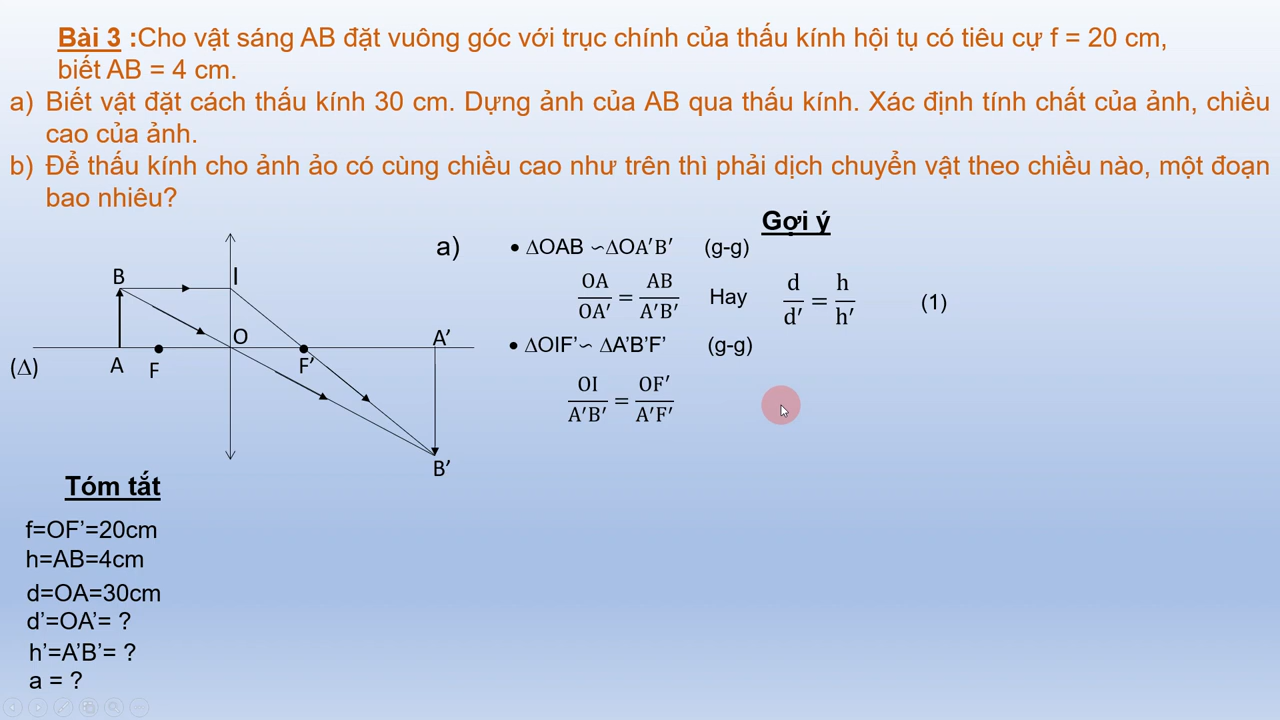 Bài 3 :Cho vật sáng AB đặt vuông góc với trục chính của thấu kính hội tụ có tiêu cự f = 20 cm,
biết AB = 4 cm.
a) Biết vật đặt cách thấu kính 30 cm. Dựng ảnh của AB qua thấu kính. Xác định tính chất của ảnh, chiều
cao của ảnh.
b) Để thấu kính cho ảnh ảo có cùng chiều cao như trên thì phải dịch chuyển vật theo chiều nào, một đoạn
bao nhiêu?
Gợi ý
a)
• ΔOAB ∽ΔOA′B′ (g-g)
OA/OA′ = AB/A′B′ Hay d/d′ = h/h′ (1)
• ΔOIF’∽ ΔA’B’F’ (g-g)
OI/A′B′ = OF′/A′F′
B I
O A’
(Δ) A F F’
B’
Tóm tắt
f=OF’=20cm
h=AB=4cm
d=OA=30cm
d’=OA’= ?
h’=A’B’= ?
a = ?